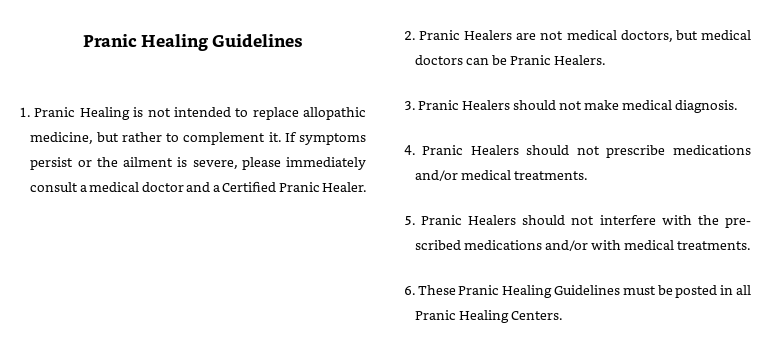 Pranic Healing Guidelines
1. Pranic Healing is not intended to replace allopathic
medicine, but rather to complement it. If symptoms
persist or the ailment is severe, please immediately
consult a medical doctor and a Certified Pranic Healer.
2. Pranic Healers are not medical doctors, but medical
doctors can be Pranic Healers.
3. Pranic Healers should not make medical diagnosis.
4. Pranic Healers should not prescribe medications
and/or medical treatments.
5. Pranic Healers should not interfere with the pre-
scribed medications and/or with medical treatments.
6. These Pranic Healing Guidelines must be posted in all
Pranic Healing Centers.